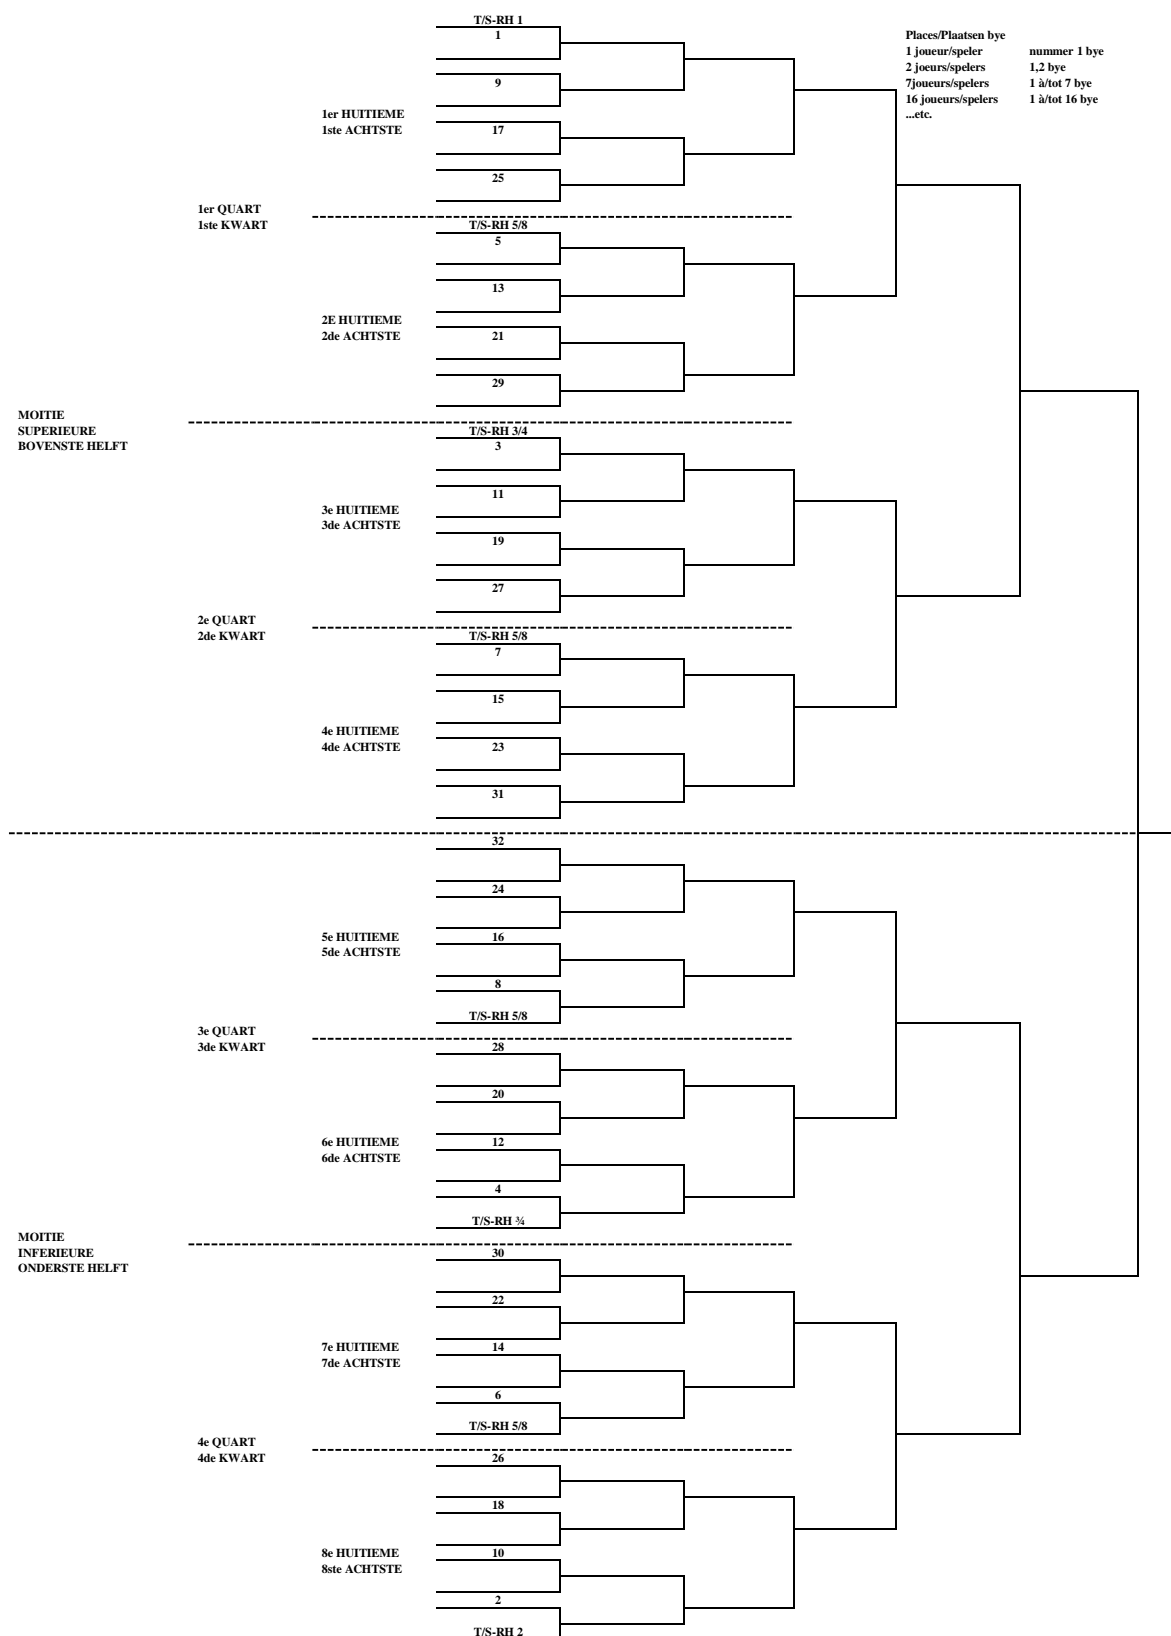 T/S-RH 1
1
Places/Plaatsen bye
1 joueur/speler nummer 1 bye
2 joeurs/spelers 1,2 bye
7joueurs/spelers 1 à/tot 7 bye
16 joueurs/spelers 1 à/tot 16 bye
...etc.
9
1er HUITIEME
1ste ACHTSTE
17
25
1er QUART
1ste KWART
T/S-RH 5/8
5
13
2E HUITIEME
2de ACHTSTE
21
29
MOITIE
SUPERIEURE
BOVENSTE HELFT
T/S-RH 3/4
3
11
3e HUITIEME
3de ACHTSTE
19
27
2e QUART
2de KWART
T/S-RH 5/8
7
15
4e HUITIEME
4de ACHTSTE
23
31
32
24
5e HUITIEME
5de ACHTSTE
16
8
T/S-RH 5/8
3e QUART
3de KWART
28
20
6e HUITIEME
6de ACHTSTE
12
4
T/S-RH ¾
MOITIE
INFERIEURE
ONDERSTE HELFT
30
22
7e HUITIEME
7de ACHTSTE
14
6
T/S-RH 5/8
4e QUART
4de KWART
26
18
8e HUITIEME
8ste ACHTSTE
10
2
T/S-RH 2